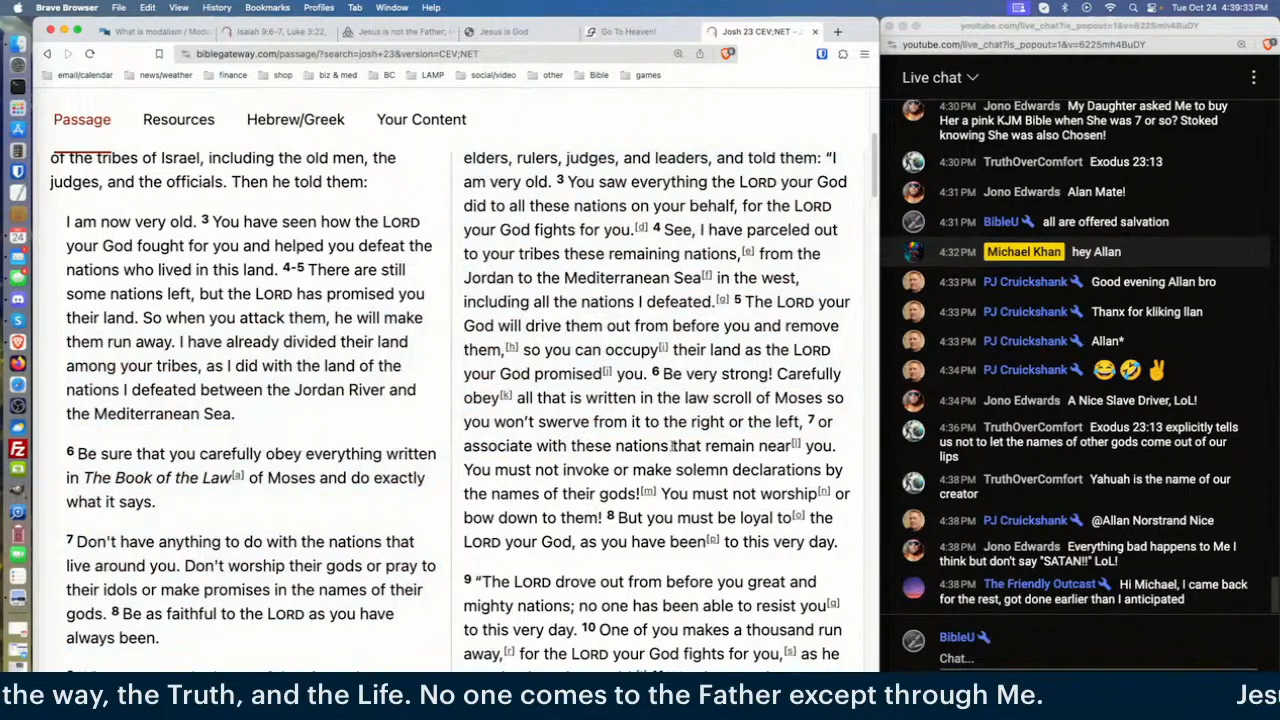 Brave Browser File Edit View History Bookmarks Profiles Tab Window Help
Tue Oct 24 4:39:33 PM
What is modalism / Moda
Isaiah 9:6-7, Luke 3:22,
Jesus is not the Father;
Jesus is God
Go To Heaven!
Josh 23 CEV;NET -
biblegateway.com/passage/?search=josh+23&version=CEV;NET
email/calendar news/weather finance shop biz & med BC LAMP social/video other Bible games
Passage Resources Hebrew/Greek Your Content
of the tribes of Israel, including the old men, the
judges, and the officials. Then he told them:
I am now very old. 3 You have seen how the LORD
your God fought for you and helped you defeat the
nations who lived in this land. 4-5 There are still
some nations left, but the LORD has promised you
their land. So when you attack them, he will make
them run away. I have already divided their land
among your tribes, as I did with the land of the
nations I defeated between the Jordan River and
the Mediterranean Sea.
6 Be sure that you carefully obey everything written
in The Book of the Law[a] of Moses and do exactly
what it says.
7 Don't have anything to do with the nations that
live around you. Don't worship their gods or pray to
their idols or make promises in the names of their
gods. 8 Be as faithful to the LORD as you have
always been.
elders, rulers, judges, and leaders, and told them: “I
am very old. 3 You saw everything the LORD your God
did to all these nations on your behalf, for the LORD
your God fights for you.[d] 4 See, I have parceled out
to your tribes these remaining nations,[e] from the
Jordan to the Mediterranean Sea[f] in the west,
including all the nations I defeated.[g] 5 The LORD your
God will drive them out from before you and remove
them,[h] so you can occupy[i] their land as the LORD
your God promised[j] you. 6 Be very strong! Carefully
obey[k] all that is written in the law scroll of Moses so
you won’t swerve from it to the right or the left, 7 or
associate with these nations that remain near[l] you.
You must not invoke or make solemn declarations by
the names of their gods![m] You must not worship[n] or
bow down to them! 8 But you must be loyal to[o] the
LORD your God, as you have been[p] to this very day.
9 “The LORD drove out from before you great and
mighty nations; no one has been able to resist you[q]
to this very day. 10 One of you makes a thousand run
away,[r] for the LORD your God fights for you,[s] as he
youtube.com/live_chat?is_popout=1&v=6225mh4BuDY
youtube.com/live_chat?is_popout=1&v=6225mh4BuDY
Live chat
4:30 PM Jono Edwards My Daughter asked Me to buy
Her a pink KJM Bible when She was 7 or so? Stoked
knowing She was also Chosen!
4:30 PM TruthOverComfort Exodus 23:13
4:31 PM Jono Edwards Alan Mate!
4:31 PM BibleU all are offered salvation
4:32 PM Michael Khan hey Allan
4:33 PM PJ Cruickshank Good evening Allan bro
4:33 PM PJ Cruickshank Thanx for kliking llan
4:33 PM PJ Cruickshank Allan*
4:34 PM PJ Cruickshank 😂🤣✌
4:34 PM Jono Edwards A Nice Slave Driver, LoL!
4:36 PM TruthOverComfort Exodus 23:13 explicitly tells
us not to let the names of other gods come out of our
lips
4:38 PM TruthOverComfort Yahuah is the name of our
creator
4:38 PM PJ Cruickshank @Allan Norstrand Nice
4:38 PM Jono Edwards Everything bad happens to Me I
think but don't say "SATAN!!" LoL!
4:38 PM The Friendly Outcast Hi Michael, I came back
for the rest, got done earlier than I anticipated
BibleU
Chat...
the way, the Truth, and the Life. No one comes to the Father except through Me. Jes